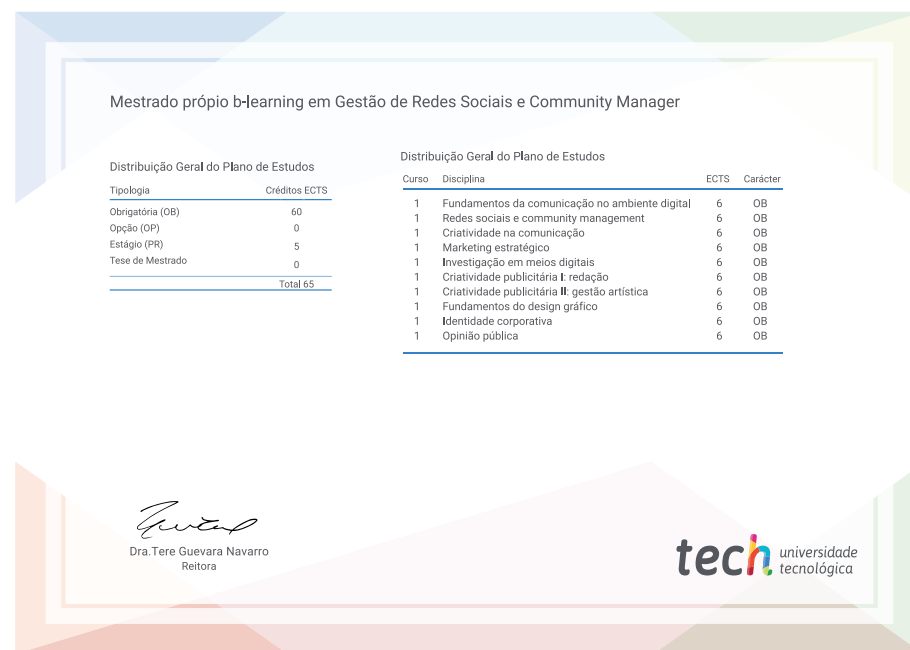 Mestrado própio b-learning em Gestão de Redes Sociais e Community Manager
Distribuição Geral do Plano de Estudos
Tipologia Créditos ECTS
Obrigatória (OB) 60
Opção (OP) 0
Estágio (PR) 5
Tese de Mestrado 0
Total 65
Distribuição Geral do Plano de Estudos
Curso Disciplina ECTS Carácter
1 Fundamentos da comunicação no ambiente digital 6 OB
1 Redes sociais e community management 6 OB
1 Criatividade na comunicação 6 OB
1 Marketing estratégico 6 OB
1 Investigação em meios digitais 6 OB
1 Criatividade publicitária I: redação 6 OB
1 Criatividade publicitária II: gestão artística 6 OB
1 Fundamentos do design gráfico 6 OB
1 Identidade corporativa 6 OB
1 Opinião pública 6 OB
Dra.Tere Guevara Navarro
Reitora
tech universidade
tecnológica